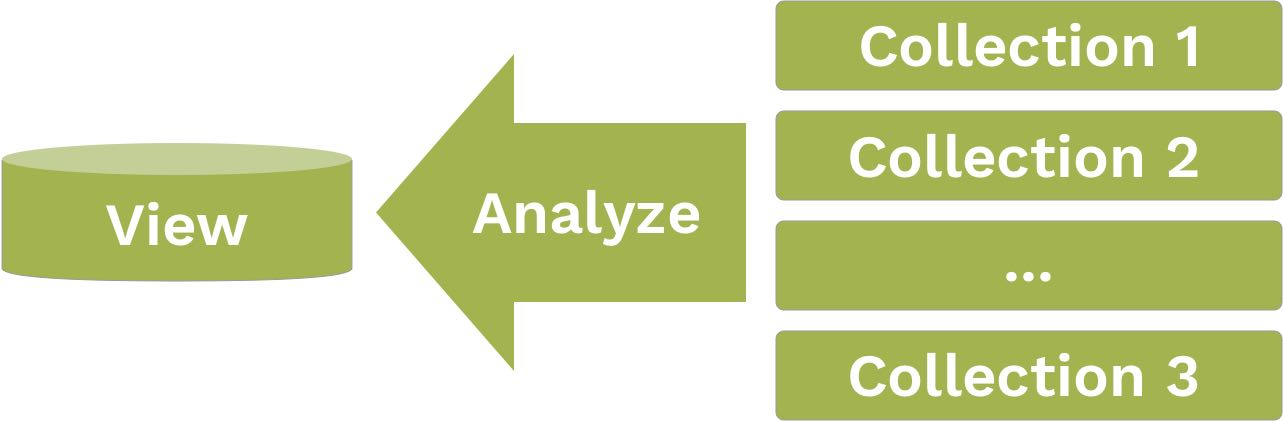 Collection 1
Collection 2
View
Analyze
...
Collection 3